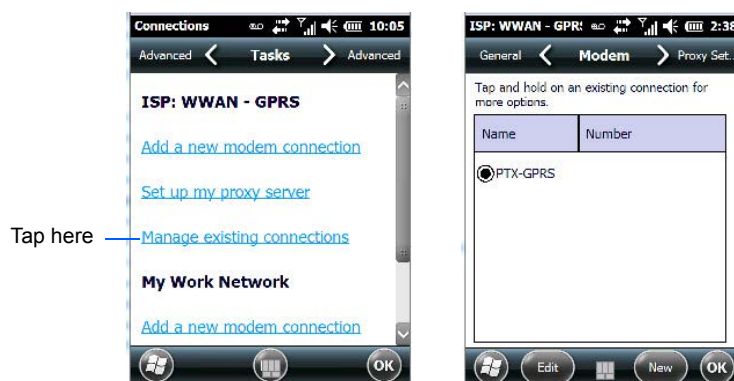 Connections 10:05
Advanced Tasks Advanced
ISP: WWAN - GPRS
Add a new modem connection
Set up my proxy server
Tap here
Manage existing connections
My Work Network
Add a new modem connection
OK
ISP: WWAN - GPR: 2:38
General Modem Proxy Set..
Tap and hold on an existing connection for
more options.
Name Number
PTX-GPRS
Edit New OK